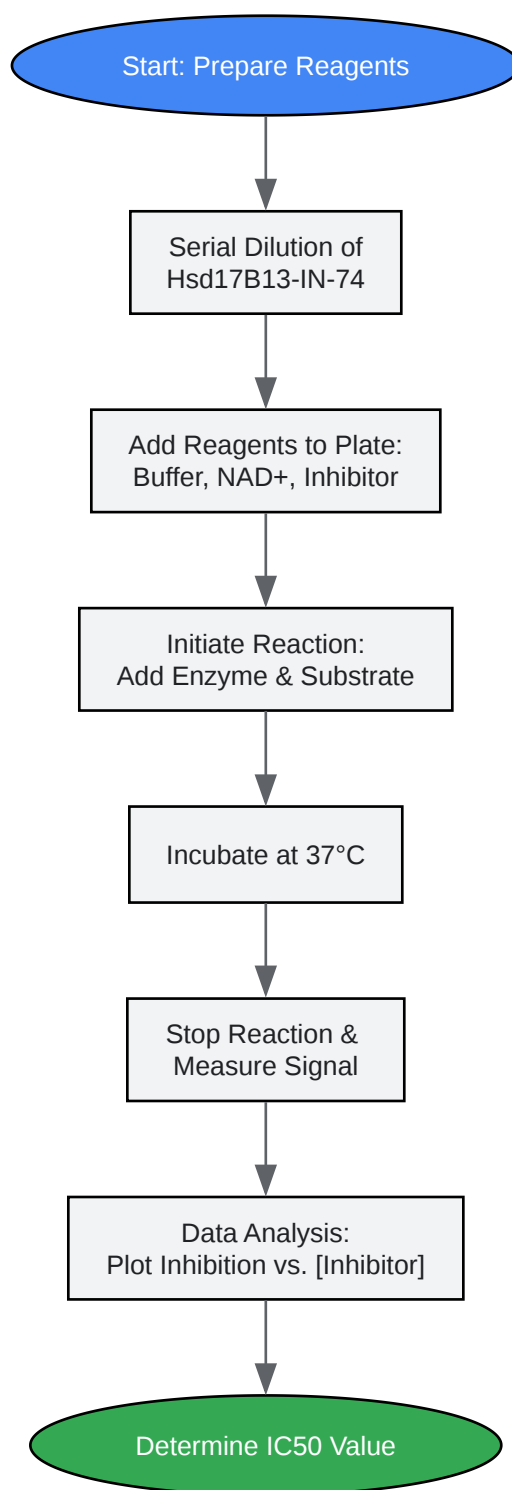 Start: Prepare Reagents
Serial Dilution of
Hsd17B13-IN-74
Add Reagents to Plate:
Buffer, NAD+, Inhibitor
Initiate Reaction:
Add Enzyme & Substrate
Incubate at 37°C
Stop Reaction &
Measure Signal
Data Analysis:
Plot Inhibition vs. [Inhibitor]
Determine IC50 Value